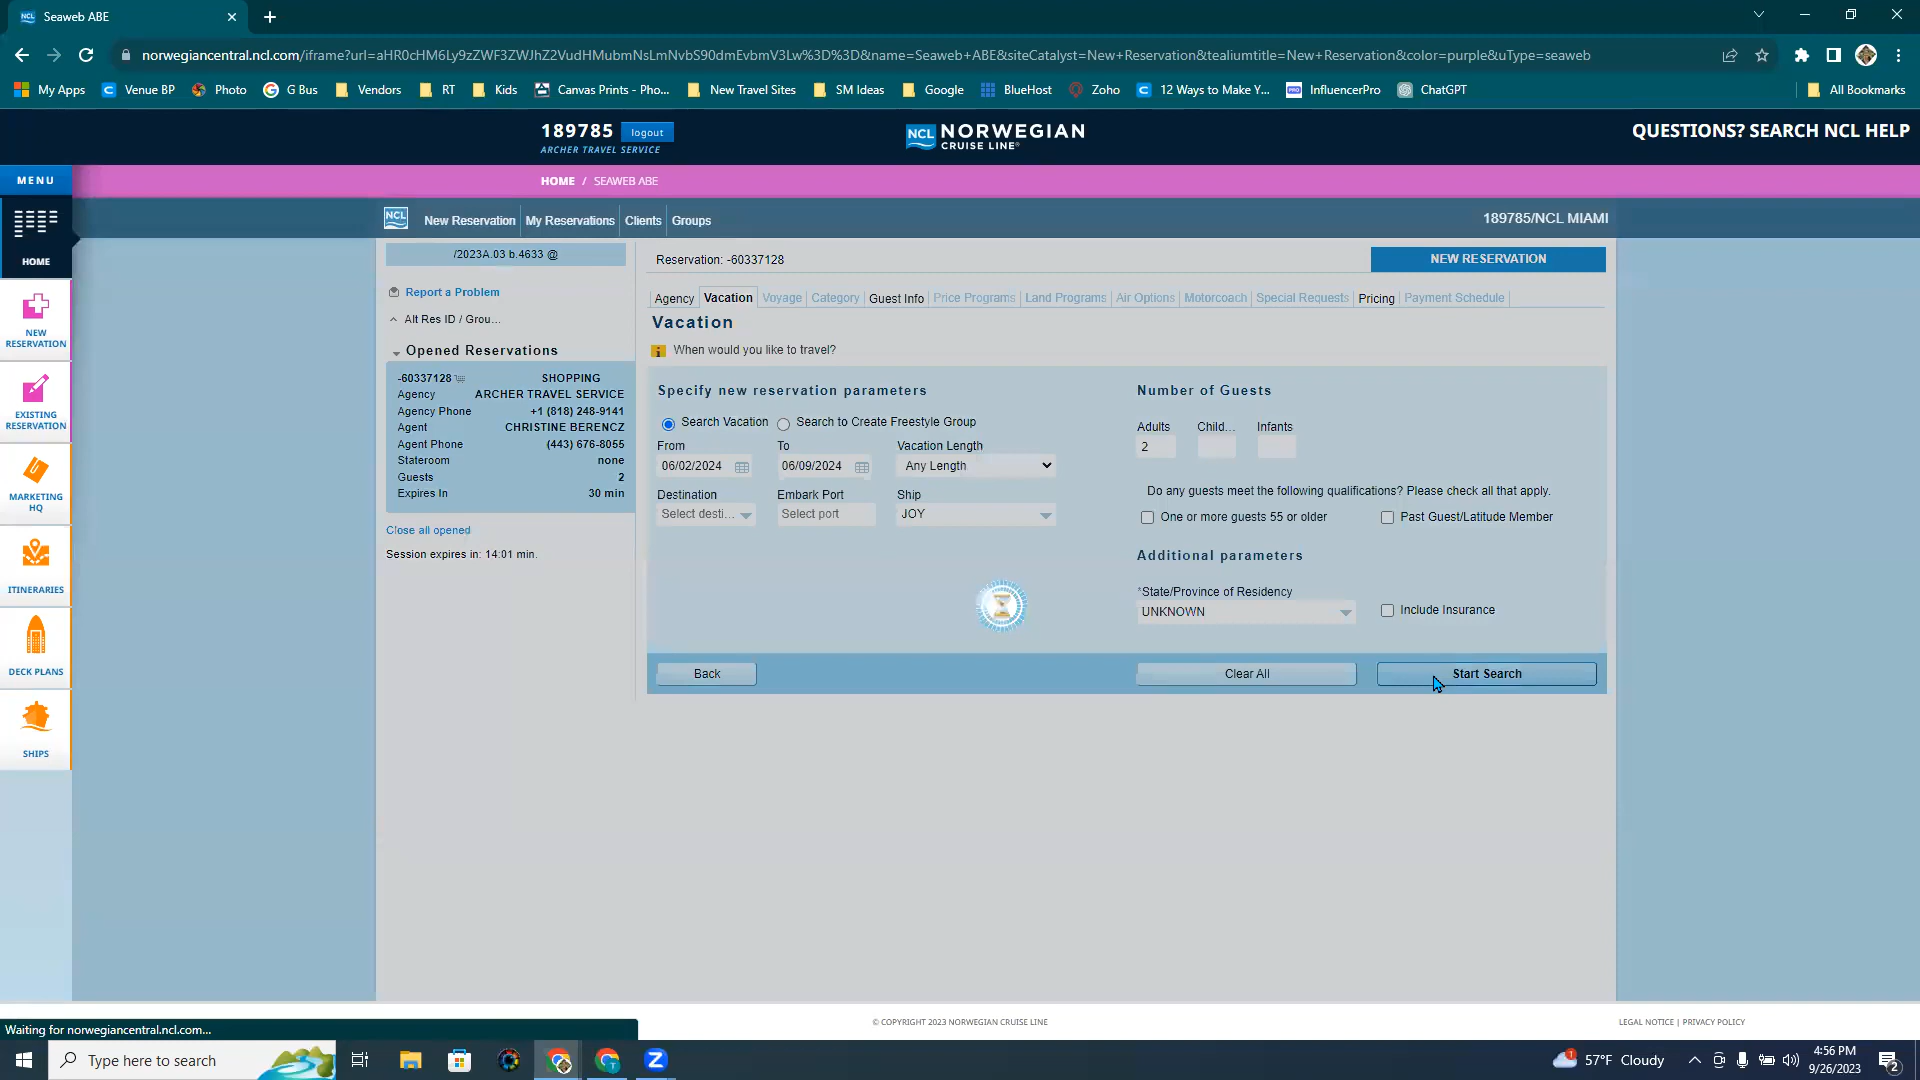 Seaweb ABE
norwegiancentral.ncl.com/iframe?url=aHR0cHM6Ly9zZWF3ZWJhZ2VudHMubmNsLmNvbS90dmEvbmV3Lw%3D%3D&name=Seaweb+ABE&siteCatalyst=New+Reservation&tealiumtitle=New+Reservation&color=purple&uType=seaweb
My Apps Venue BP Photo G Bus Vendors RT Kids Canvas Prints - Pho... New Travel Sites SM Ideas Google BlueHost Zoho 12 Ways to Make Y... InfluencerPro ChatGPT All Bookmarks
189785 logout
ARCHER TRAVEL SERVICE
NCL NORWEGIAN
CRUISE LINE®
QUESTIONS? SEARCH NCL HELP
MENU
HOME / SEAWEB ABE
HOME
NEW RESERVATION
EXISTING RESERVATION
MARKETING HQ
ITINERARIES
DECK PLANS
SHIPS
NCL New Reservation My Reservations Clients Groups
189785/NCL MIAMI
/2023A.03 b.4633 @
Report a Problem
Alt Res ID / Grou...
Opened Reservations
-60337128 SHOPPING
Agency ARCHER TRAVEL SERVICE
Agency Phone +1 (818) 248-9141
Agent CHRISTINE BERENCZ
Agent Phone (443) 676-8055
Stateroom none
Guests 2
Expires In 30 min
Close all opened
Session expires in: 14:01 min.
Reservation: -60337128
NEW RESERVATION
Agency Vacation Voyage Category Guest Info Price Programs Land Programs Air Options Motorcoach Special Requests Pricing Payment Schedule
Vacation
When would you like to travel?
Specify new reservation parameters
Search Vacation Search to Create Freestyle Group
From To Vacation Length
06/02/2024 06/09/2024 Any Length
Destination Embark Port Ship
Select desti... Select port JOY
Number of Guests
Adults Child... Infants
2
Do any guests meet the following qualifications? Please check all that apply.
One or more guests 55 or older Past Guest/Latitude Member
Additional parameters
*State/Province of Residency
UNKNOWN Include Insurance
Back Clear All Start Search
Waiting for norwegiancentral.ncl.com...
© COPYRIGHT 2023 NORWEGIAN CRUISE LINE
LEGAL NOTICE | PRIVACY POLICY
Type here to search
1
57°F Cloudy
4:56 PM
9/26/2023
2